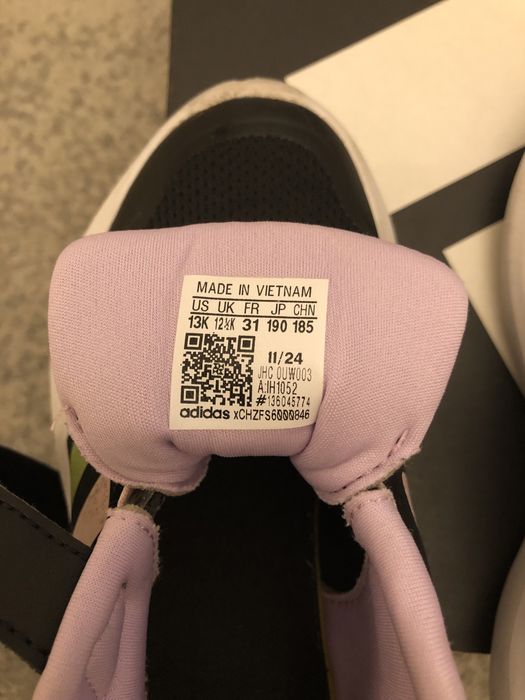 MADE IN VIETNAM
US UK FR JP CHN
13K 12½K 31 190 185
11/24
JHC 0UW003
A:IH1052
#136045774
adidas xCHZFS6000846